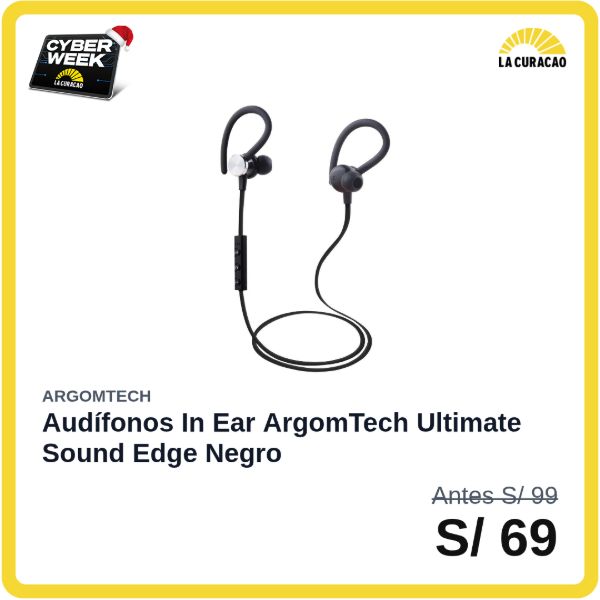 CYBER
WEEK
LA CURACAO
LA CURACAO
ARGOMTECH
Audífonos In Ear ArgomTech Ultimate
Sound Edge Negro
Antes S/ 99
S/ 69